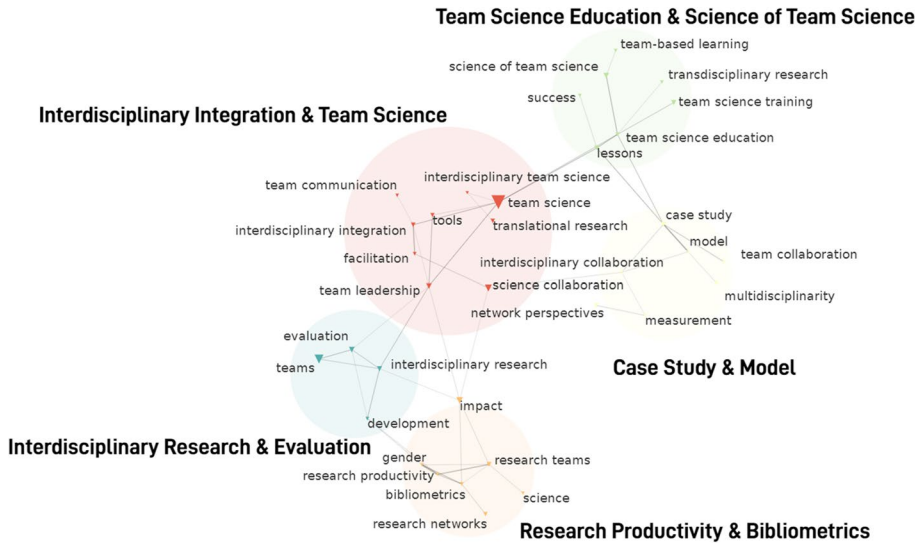 Team Science Education & Science of Team Science
team-based learning
science of team science
transdisciplinary research
success
team science training
Interdisciplinary Integration & Team Science
team science education
lessons
interdisciplinary team science
team communication
team science
case study
tools
translational research
interdisciplinary integration
model
team collaboration
facilitation
interdisciplinary collaboration
team leadership
science collaboration
multidisciplinarity
network perspectives
measurement
evaluation
teams
interdisciplinary research
Case Study & Model
impact
development
Interdisciplinary Research & Evaluation
gender
research teams
research productivity
bibliometrics
science
research networks
Research Productivity & Bibliometrics